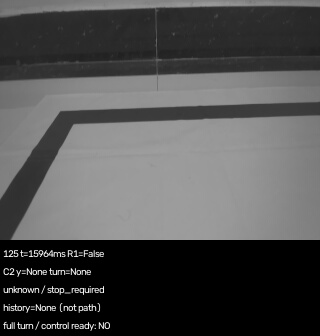 125 t=15964ms R1=False
C2 y=None turn=None
unknown / stop_required
history=None (not path)
full turn / control ready: NO